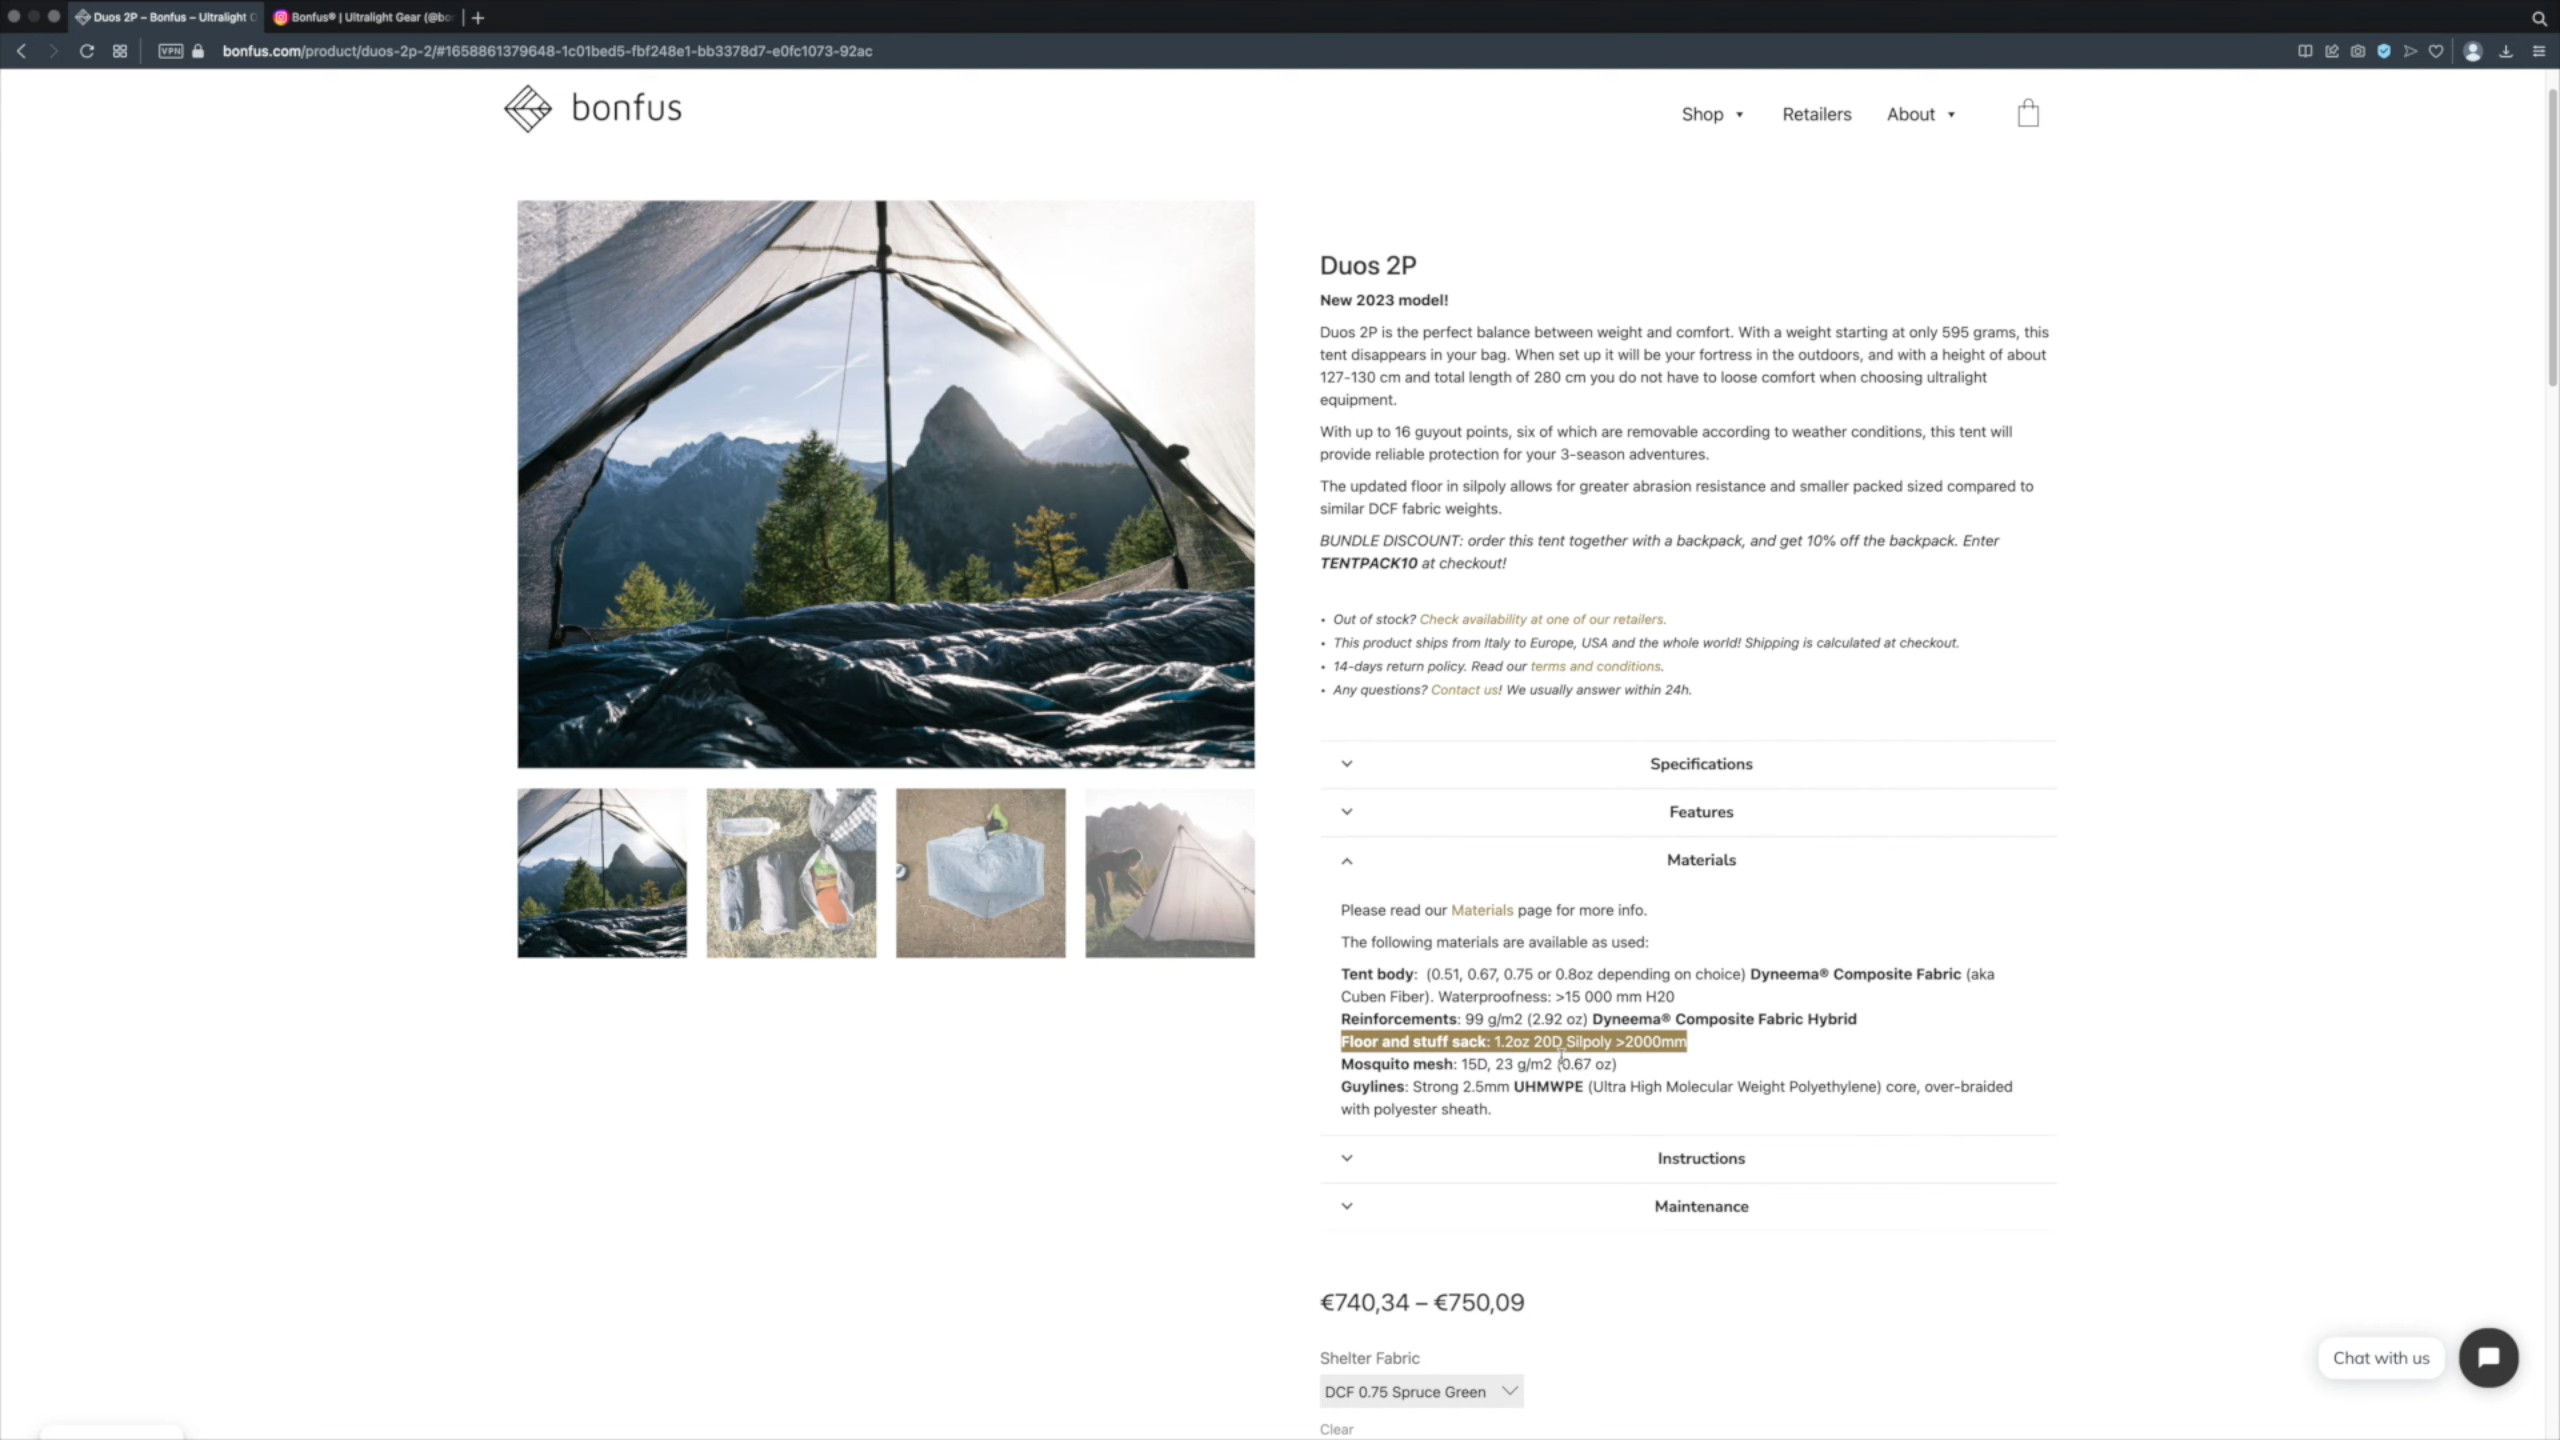 Duos 2P – Bonfus – Ultralight G
Bonfus® | Ultralight Gear (@bo
VPN
bonfus.com/product/duos-2p-2/#1658861379648-1c01bed5-fbf248e1-bb3378d7-e0fc1073-92ac
bonfus
Shop
Retailers
About
Duos 2P
New 2023 model!
Duos 2P is the perfect balance between weight and comfort. With a weight starting at only 595 grams, this
tent disappears in your bag. When set up it will be your fortress in the outdoors, and with a height of about
127-130 cm and total length of 280 cm you do not have to loose comfort when choosing ultralight
equipment.
With up to 16 guyout points, six of which are removable according to weather conditions, this tent will
provide reliable protection for your 3-season adventures.
The updated floor in silpoly allows for greater abrasion resistance and smaller packed sized compared to
similar DCF fabric weights.
BUNDLE DISCOUNT: order this tent together with a backpack, and get 10% off the backpack. Enter
TENTPACK10 at checkout!
• Out of stock? Check availability at one of our retailers.
• This product ships from Italy to Europe, USA and the whole world! Shipping is calculated at checkout.
• 14-days return policy. Read our terms and conditions.
• Any questions? Contact us! We usually answer within 24h.
Specifications
Features
Materials
Please read our Materials page for more info.
The following materials are available as used:
Tent body: (0.51, 0.67, 0.75 or 0.8oz depending on choice) Dyneema® Composite Fabric (aka
Cuben Fiber). Waterproofness: >15 000 mm H20
Reinforcements: 99 g/m2 (2.92 oz) Dyneema® Composite Fabric Hybrid
Floor and stuff sack: 1.2oz 20D Silpoly >2000mm
Mosquito mesh: 15D, 23 g/m2 (0.67 oz)
Guylines: Strong 2.5mm UHMWPE (Ultra High Molecular Weight Polyethylene) core, over-braided
with polyester sheath.
Instructions
Maintenance
€740,34 – €750,09
Shelter Fabric
DCF 0.75 Spruce Green
Clear
Chat with us